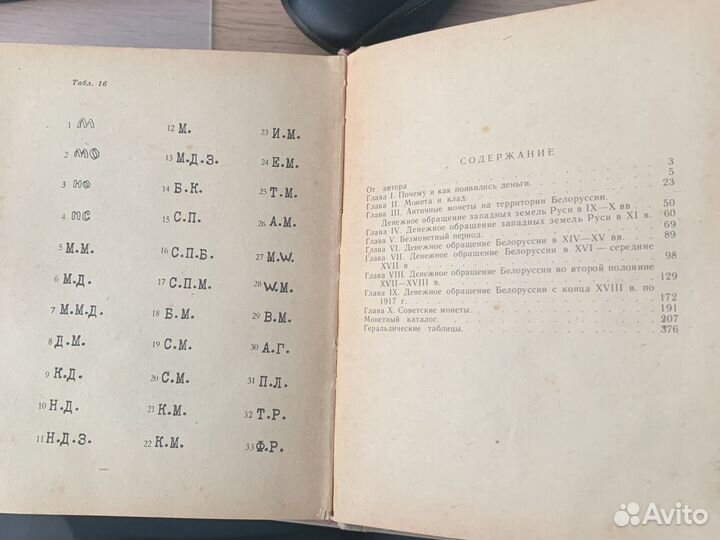 Табл. 16
1 М
2 МО
3 НО
4 ПС
5 М.М.
6 М.Д.
7 М.М.Д.
8 Д.М.
9 К.Д.
10 Н.Д.
11 Н.Д.З.
12 М.
13 М.Д.З.
14 Б.К.
15 С.П.
16 С.П.Б.
17 С.П.М.
18 Б.М.
19 С.М.
20 С.М.
21 К.М.
22 К.М.
23 И.М.
24 Е.М.
25 Т.М.
26 А.М.
27 M.W.
28 W.M.
29 В.М.
30 А.Г.
31 П.Л.
32 Т.Р.
33 Ф.Р.
СОДЕРЖАНИЕ
От автора 3
Глава I. Почему и как появились деньги. 5
Глава II. Монета и клад. 23
Глава III. Античные монеты на территории Белоруссии.
Денежное обращение западных земель Руси в IX—X вв 50
Глава IV. Денежное обращение западных земель Руси в XI в. 60
Глава V. Безмонетный период. 69
Глава VI. Денежное обращение Белоруссии в XIV—XV вв. 89
Глава VII. Денежное обращение Белоруссии в XVI — середине
XVII в 98
Глава VIII. Денежное обращение Белоруссии во второй половине
XVII—XVIII в. 129
Глава IX. Денежное обращение Белоруссии с конца XVIII в. по
1917 г. 172
Глава X. Советские монеты. 191
Монетный каталог. 207
Геральдические таблицы. 376
Avito